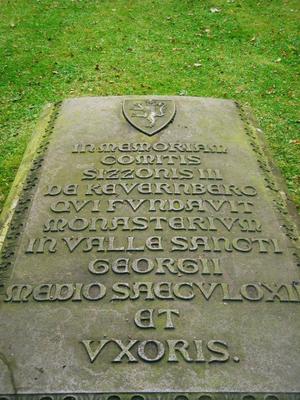 IN MEMORIAM
COMITIS
SIZZONIS III
DE KEVERNBERG
QVI FVNDAVIT
MONASTERIVM
IN VALLE SANCTI
GEORGII
MEDIO SAECVLO XI
ET
VXORIS.